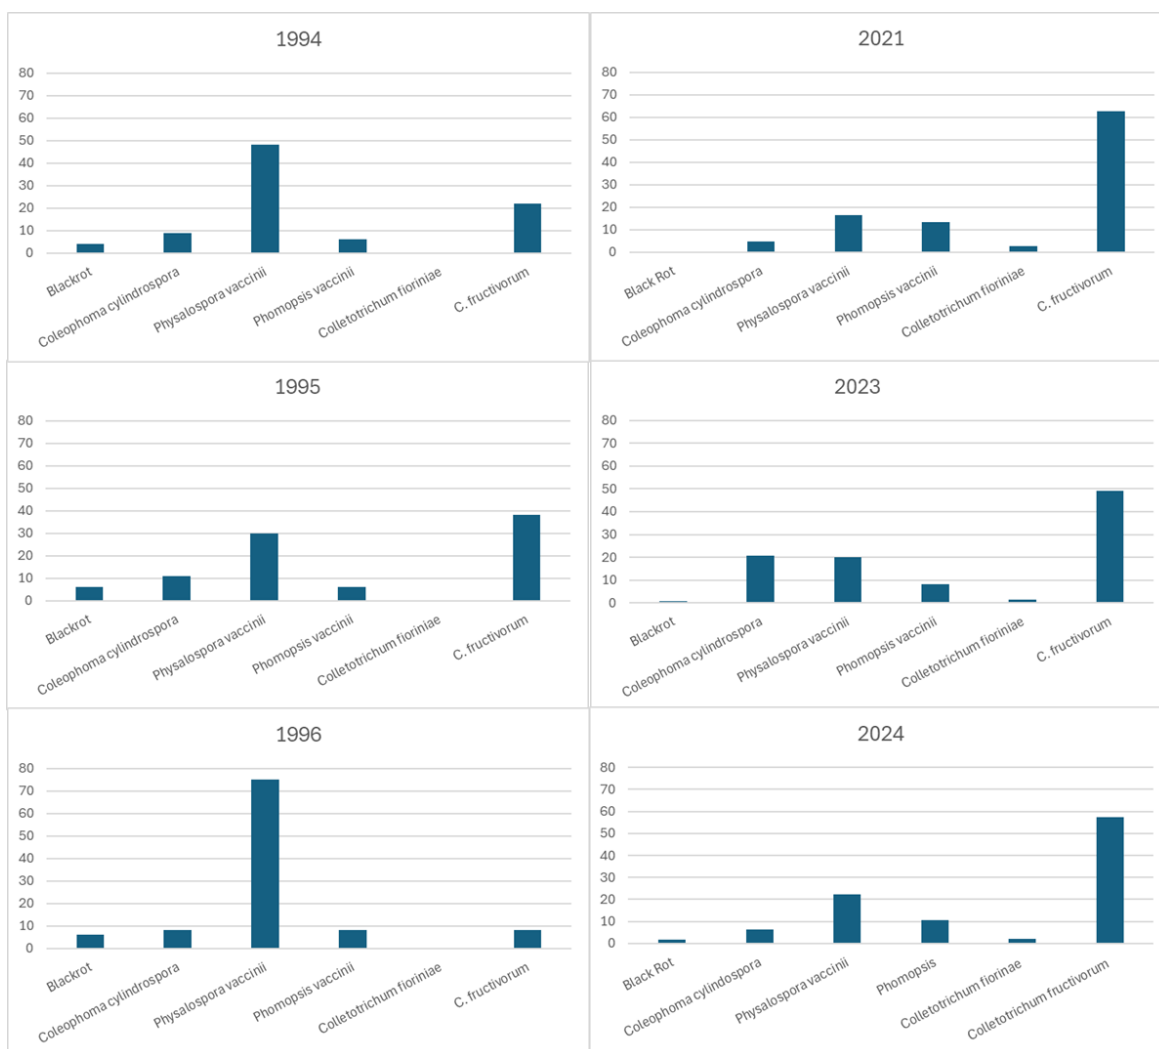 1994
80
70
60
50
40
30
20
10
0
Blackrot
Coleophoma cylindrospora
Physalospora vaccinii
Phomopsis vaccinii
Colletotrichum fioriniae
C. fructivorum
2021
80
70
60
50
40
30
20
10
0
Black Rot
Coleophoma cylindrospora
Physalospora vaccinii
Phomopsis vaccinii
Colletotrichum fioriniae
C. fructivorum
1995
80
70
60
50
40
30
20
10
0
Blackrot
Coleophoma cylindrospora
Physalospora vaccinii
Phomopsis vaccinii
Colletotrichum fioriniae
C. fructivorum
2023
80
70
60
50
40
30
20
10
0
Blackrot
Coleophoma cylindrospora
Physalospora vaccinii
Phomopsis vaccinii
Colletotrichum fioriniae
C. fructivorum
1996
80
70
60
50
40
30
20
10
0
Blackrot
Coleophoma cylindrospora
Physalospora vaccinii
Phomopsis vaccinii
Colletotrichum fioriniae
C. fructivorum
2024
80
70
60
50
40
30
20
10
0
Black Rot
Coleophoma cylindospora
Physalospora vaccinii
Phomopsis
Colletotrichum fiorinae
Colletotrichum fructivorum